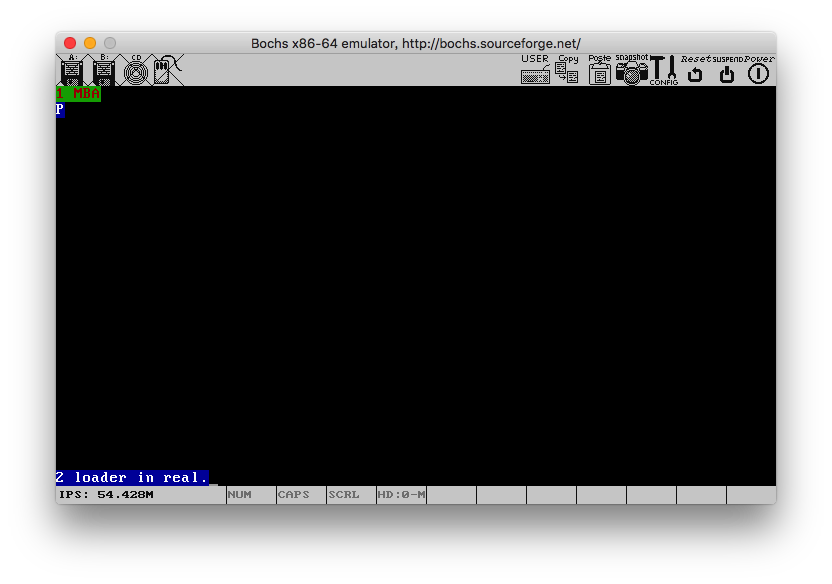 Bochs x86-64 emulator, http://bochs.sourceforge.net/
A: B: CD USER Copy Paste snapshot CONFIG Reset SUSPEND Power
1 MBA
P
2 loader in real.
IPS: 54.428M NUM CAPS SCRL HD:0-M